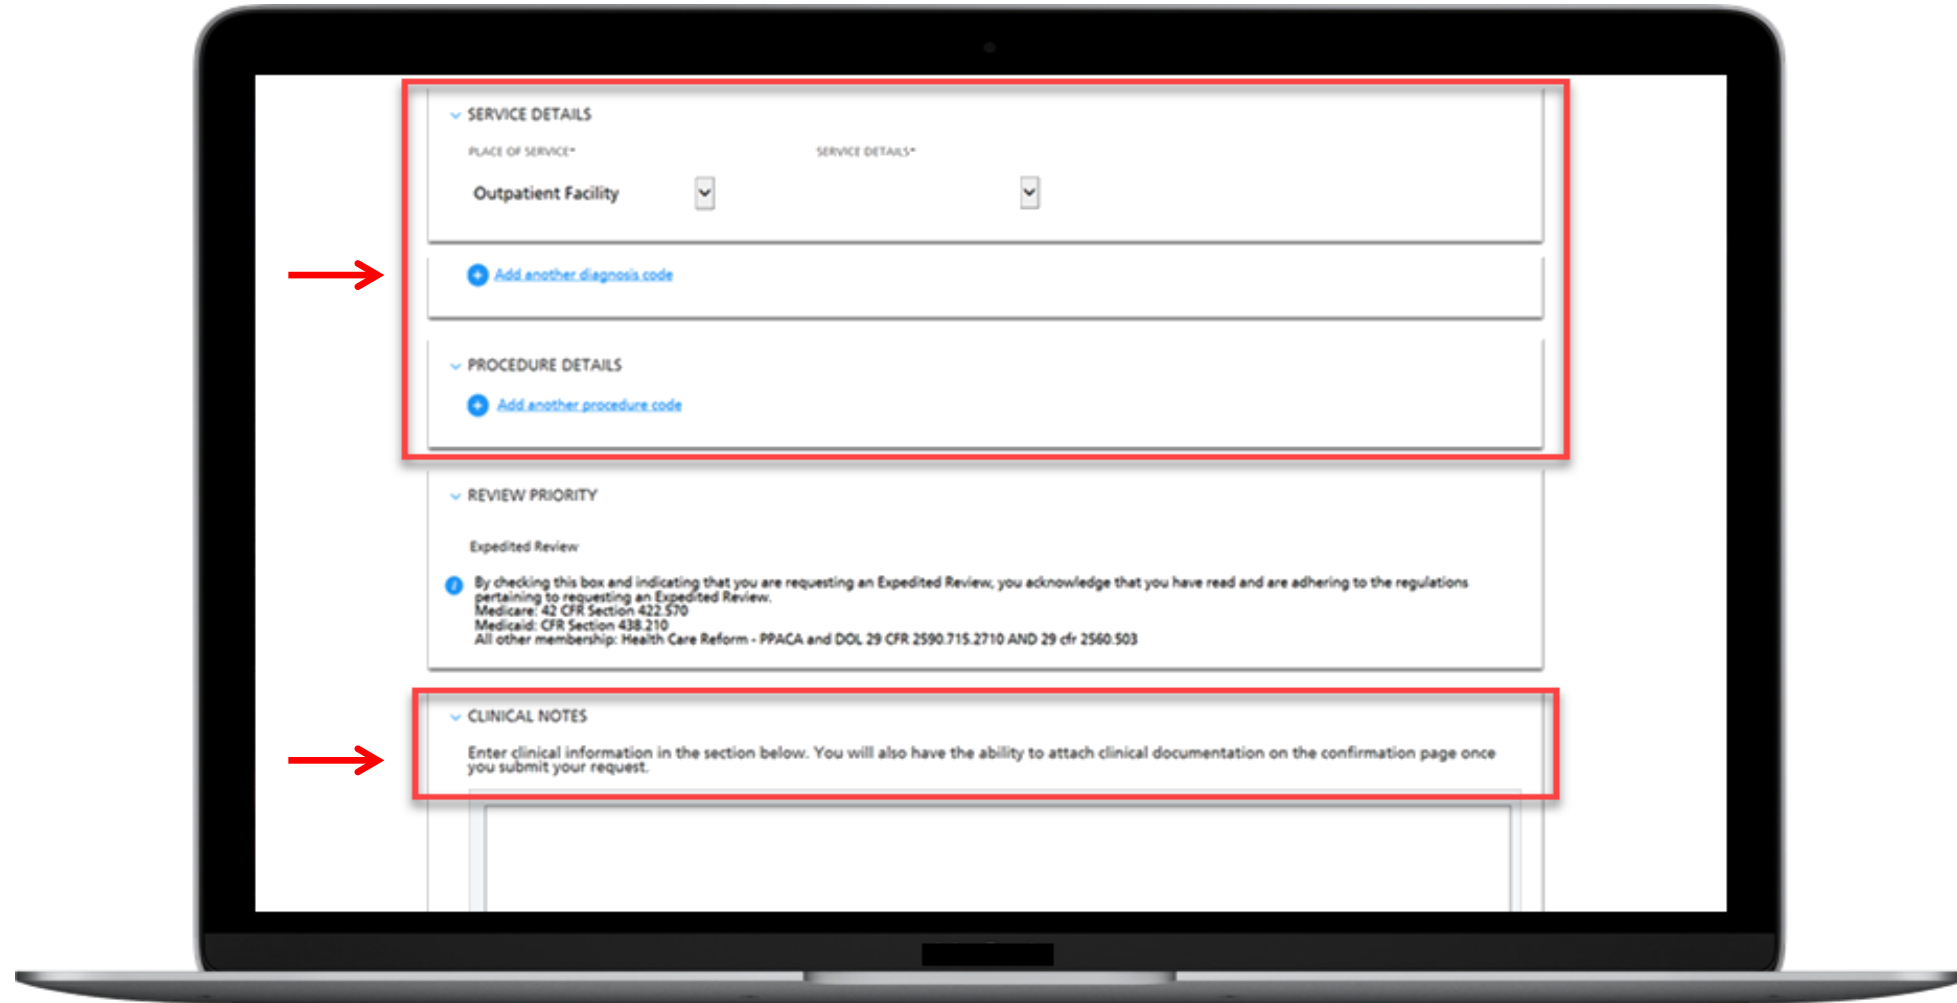 SERVICE DETAILS
PLACE OF SERVICE* SERVICE DETAILS*
Outpatient Facility
Add another diagnosis code
PROCEDURE DETAILS
Add another procedure code
REVIEW PRIORITY
Expedited Review
By checking this box and indicating that you are requesting an Expedited Review, you acknowledge that you have read and are adhering to the regulations
pertaining to requesting an Expedited Review.
Medicare: 42 CFR Section 422.570
Medicaid: CFR Section 438.210
All other membership: Health Care Reform - PPACA and DOL 29 CFR 2590.715.2710 AND 29 cfr 2560.503
CLINICAL NOTES
Enter clinical information in the section below. You will also have the ability to attach clinical documentation on the confirmation page once
you submit your request.